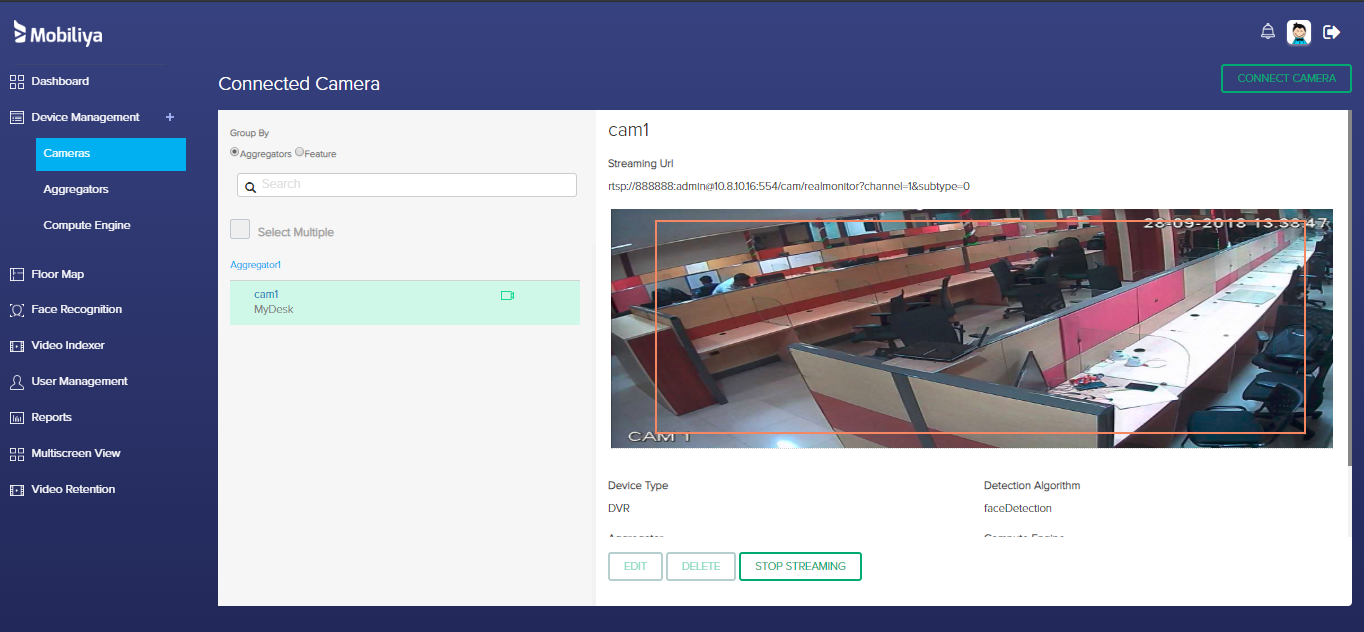 Mobiliya
Dashboard
Device Management +
Cameras
Aggregators
Compute Engine
Floor Map
Face Recognition
Video Indexer
User Management
Reports
Multiscreen View
Video Retention
Connected Camera
CONNECT CAMERA
Group By
Aggregators Feature
Search
Select Multiple
Aggregator1
cam1
MyDesk
cam1
Streaming Url
rtsp://888888:admin@10.8.10.16:554/cam/realmonitor?channel=1&subtype=0
28-09-2018 13:38:47
CAM 1
Device Type
DVR
Detection Algorithm
faceDetection
Aggregator
Compute Engine
EDIT
DELETE
STOP STREAMING